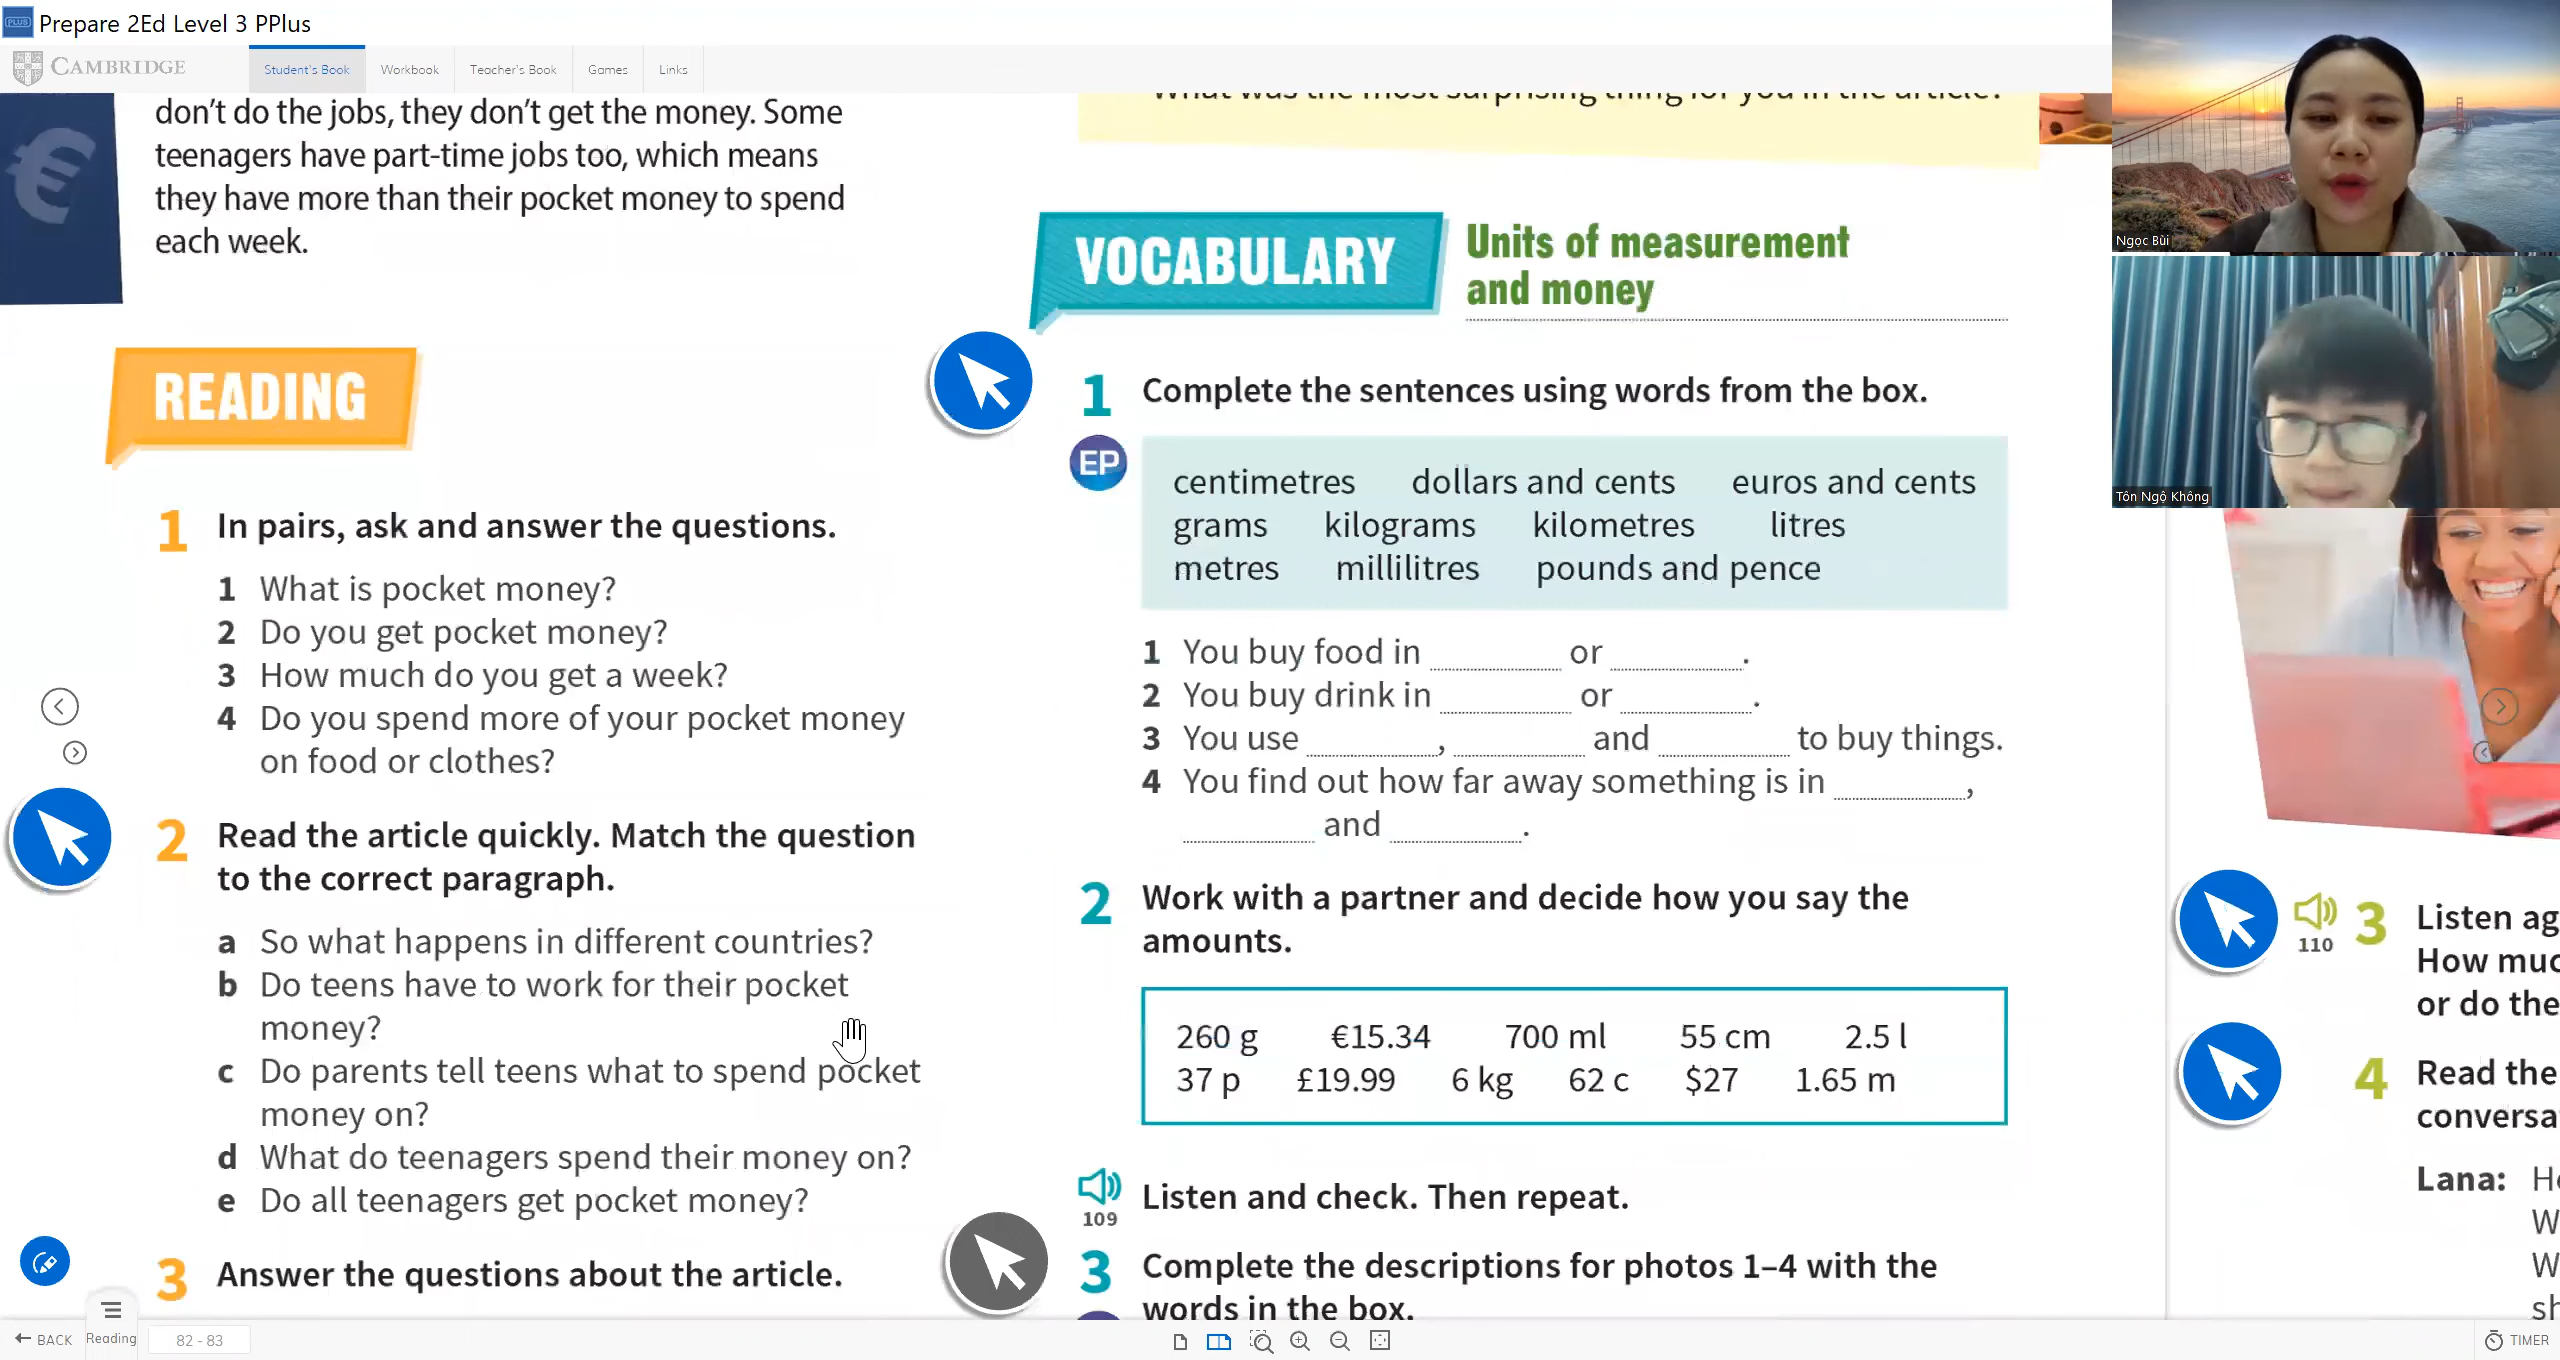 Prepare 2Ed Level 3 PPlus
CAMBRIDGE
Student's Book
Workbook
Teacher's Book
Games
Links
don't do the jobs, they don't get the money. Some
teenagers have part-time jobs too, which means
they have more than their pocket money to spend
each week.
READING
1 In pairs, ask and answer the questions.
1 What is pocket money?
2 Do you get pocket money?
3 How much do you get a week?
4 Do you spend more of your pocket money
on food or clothes?
2 Read the article quickly. Match the question
to the correct paragraph.
a So what happens in different countries?
b Do teens have to work for their pocket
money?
c Do parents tell teens what to spend pocket
money on?
d What do teenagers spend their money on?
e Do all teenagers get pocket money?
3 Answer the questions about the article.
What was the most surprising thing for you in the article?
VOCABULARY
Units of measurement
and money
1 Complete the sentences using words from the box.
EP
centimetres dollars and cents euros and cents
grams kilograms kilometres litres
metres millilitres pounds and pence
1 You buy food in or .
2 You buy drink in or .
3 You use , and to buy things.
4 You find out how far away something is in ,
and .
2 Work with a partner and decide how you say the
amounts.
260 g €15.34 700 ml 55 cm 2.5 l
37 p £19.99 6 kg 62 c $27 1.65 m
109
Listen and check. Then repeat.
3 Complete the descriptions for photos 1–4 with the
words in the box.
Ngọc Bùi
Tôn Ngộ Không
110
3 Listen ag
How muc
or do the
4 Read the
conversa
Lana: He
W
W
sh
BACK
Reading
82 - 83
TIMER